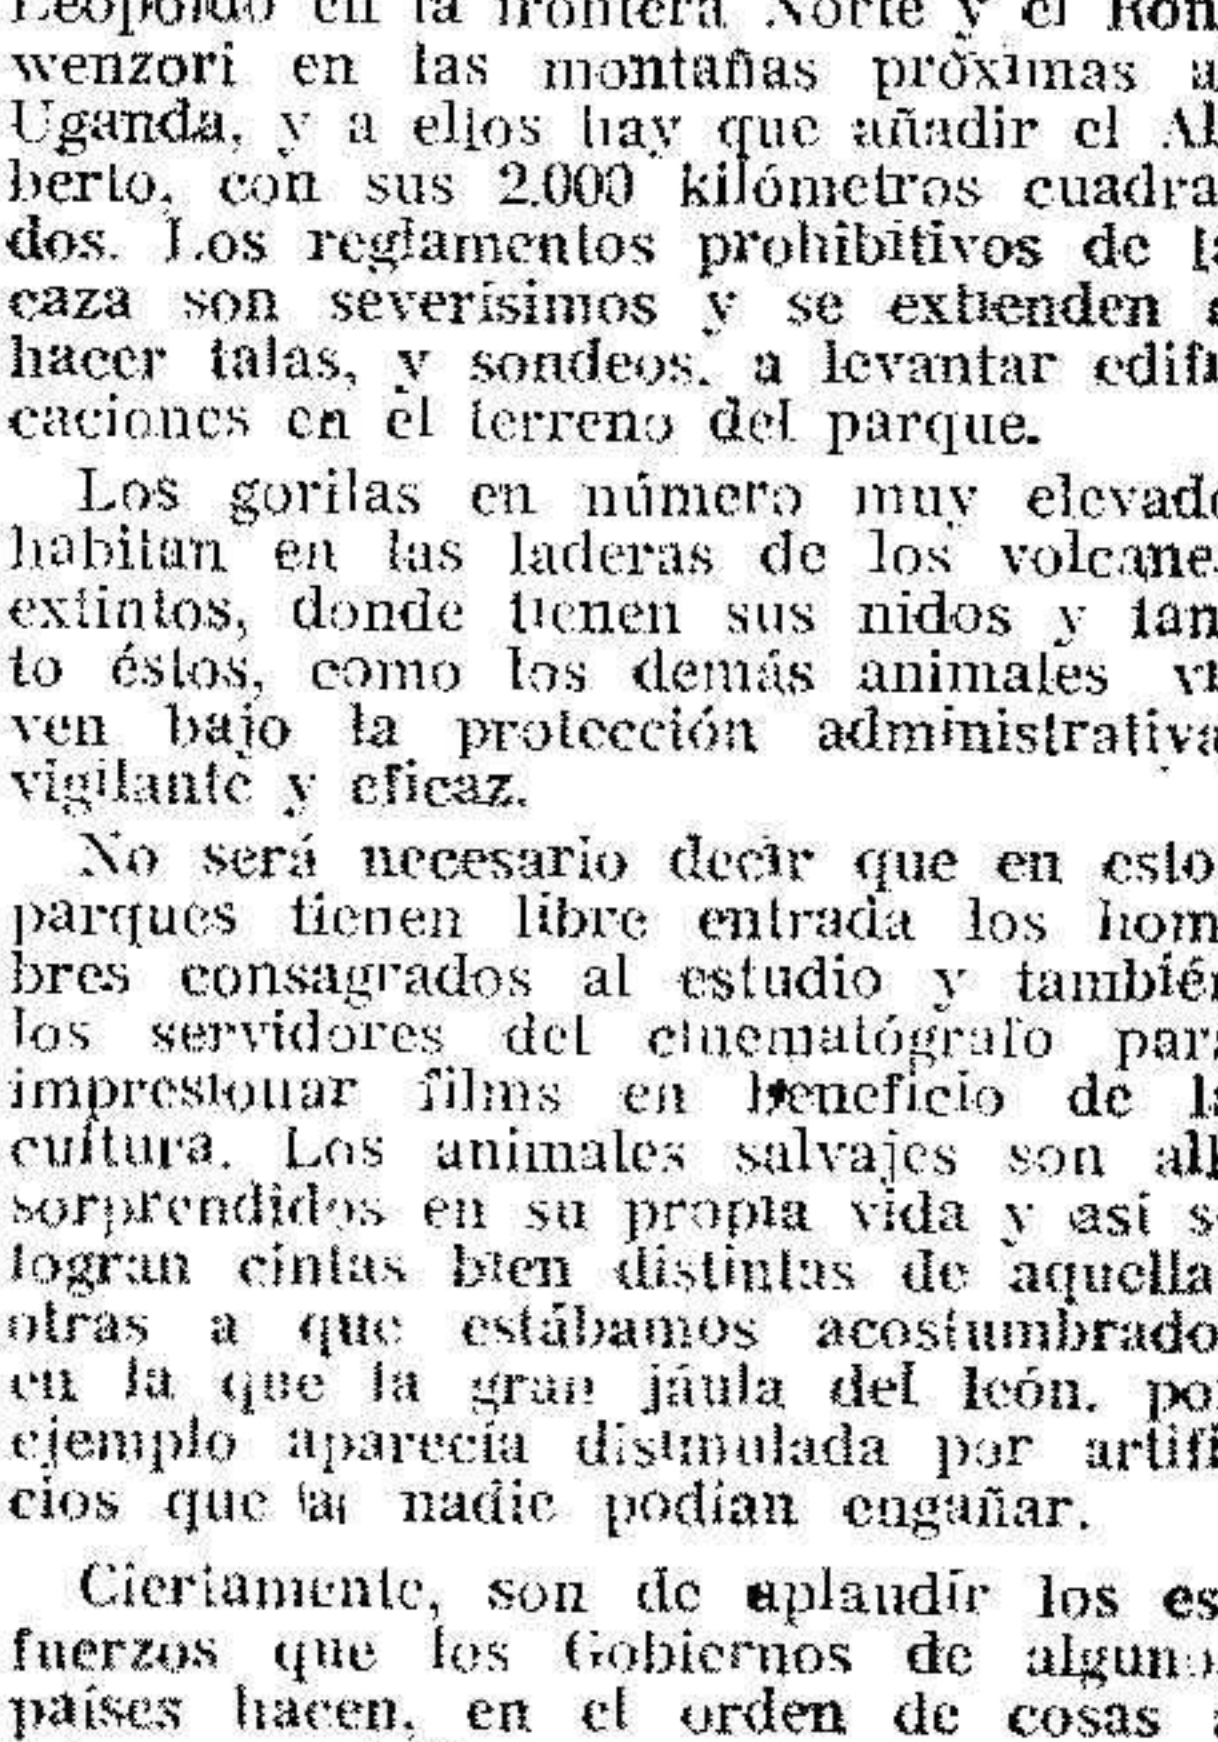 Leopoldo en la frontera Norte y el Ron
wenzori en las montañas próximas a
Uganda, y a ellos hay que añadir el Al
berto, con sus 2.000 kilómetros cuadra
dos. Los reglamentos prohibitivos de la
caza son severísimos y se extienden a
hacer talas, y sondeos, a levantar edifi
caciones en el terreno del parque.
Los gorilas en número muy elevado
habitan en las laderas de los volcane
extintos, donde tienen sus nidos y tan
to éstos, como los demás animales vi
ven bajo la protección administrativa
vigilante y eficaz.
No será necesario decir que en esto
parques tienen libre entrada los hom
bres consagrados al estudio y también
los servidores del cinematógrafo para
impresionar films en beneficio de la
cultura. Los animales salvajes son allí
sorprendidos en su propia vida y así se
logran cintas bien distintas de aquella
otras a que estábamos acostumbrado
en la que la gran jáula del león, por
ejemplo aparecía disimulada por artifi
cios que a nadie podían engañar.
Ciertamente, son de aplaudir los es
fuerzos que los Gobiernos de alguno
países hacen, en el orden de cosas a